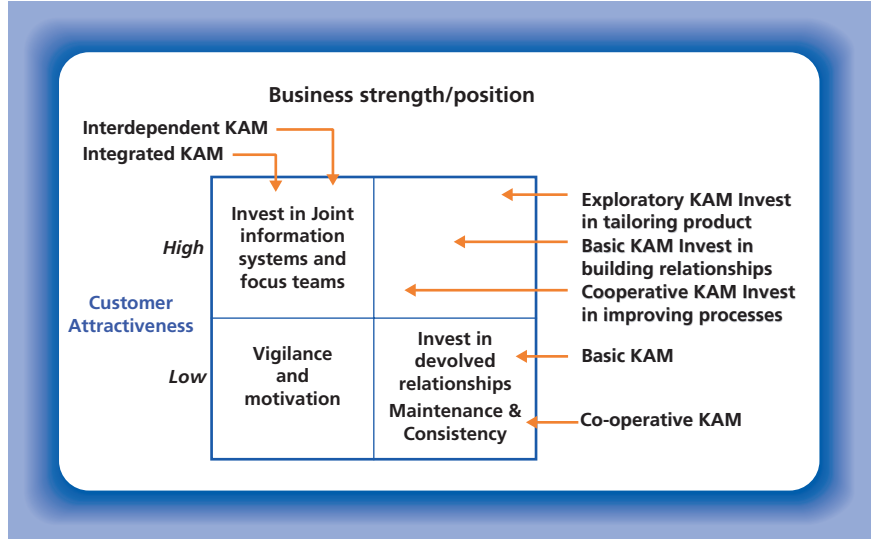 Business strength/position
Interdependent KAM
Integrated KAM
Invest in Joint
information
systems and
focus teams
Exploratory KAM Invest
in tailoring product
Basic KAM Invest in
building relationships
Cooperative KAM Invest
in improving processes
High
Customer
Attractiveness
Low
Vigilance
and
motivation
Invest in
devolved
relationships
Maintenance &
Consistency
Basic KAM
Co-operative KAM